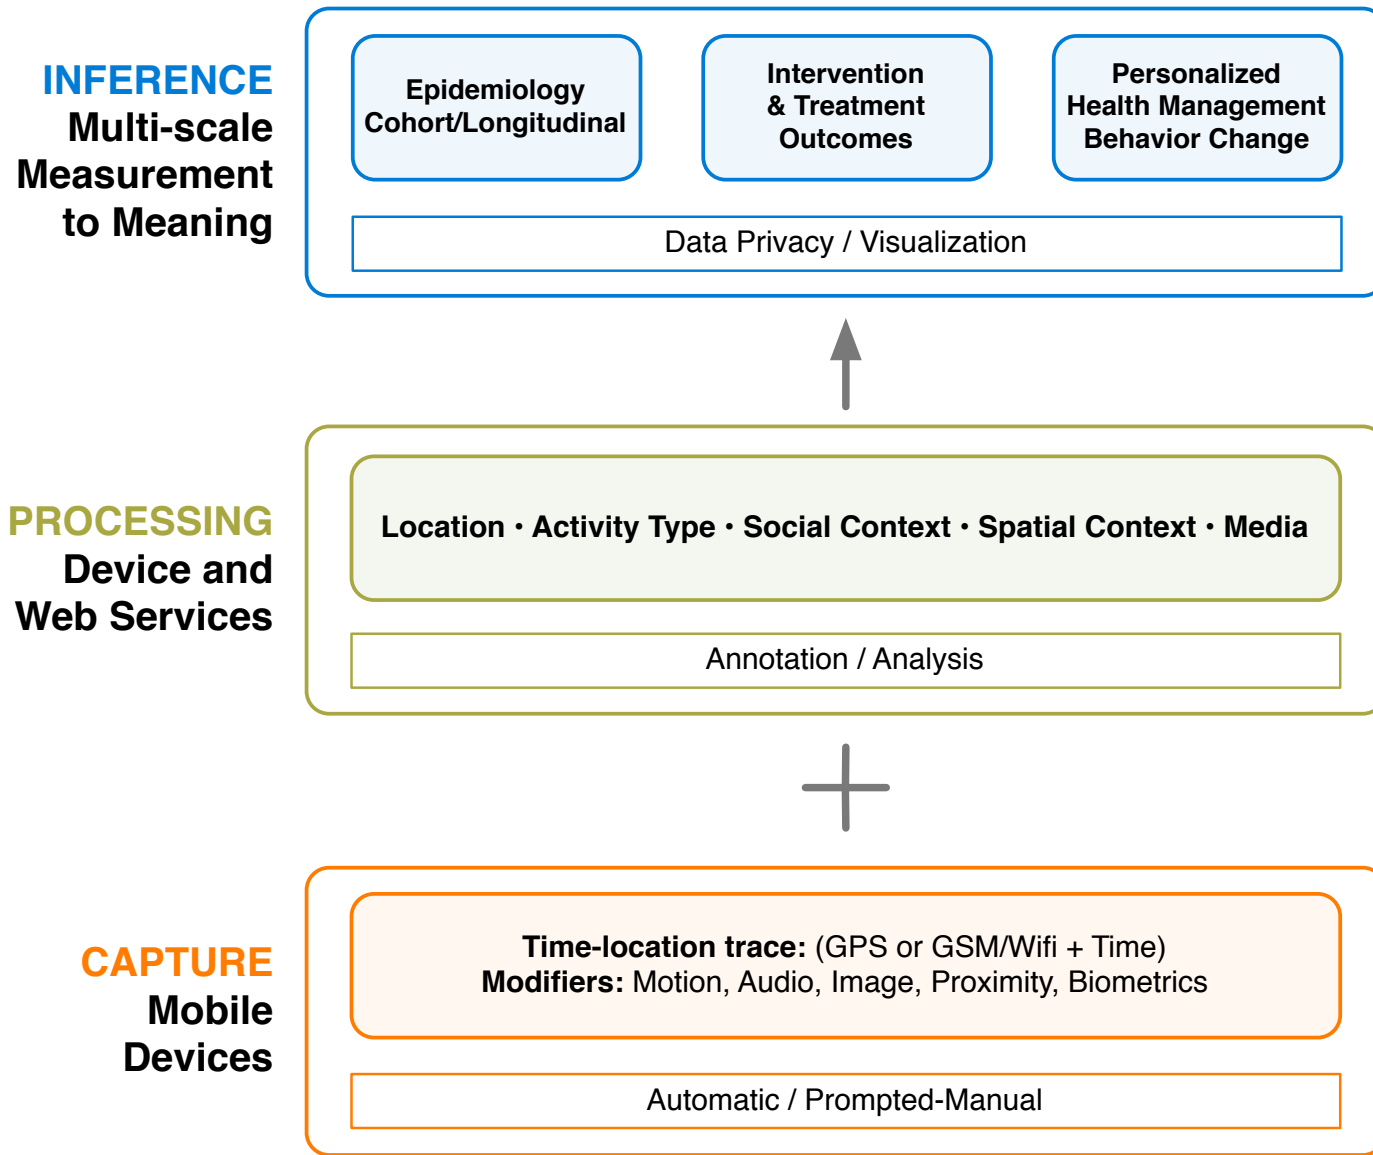 INFERENCE
Multi-scale
Measurement
to Meaning
Epidemiology
Cohort/Longitudinal
Intervention
& Treatment
Outcomes
Personalized
Health Management
Behavior Change
Data Privacy / Visualization
PROCESSING
Device and
Web Services
Location • Activity Type • Social Context • Spatial Context • Media
Annotation / Analysis
CAPTURE
Mobile
Devices
Time-location trace: (GPS or GSM/Wifi + Time)
Modifiers: Motion, Audio, Image, Proximity, Biometrics
Automatic / Prompted-Manual